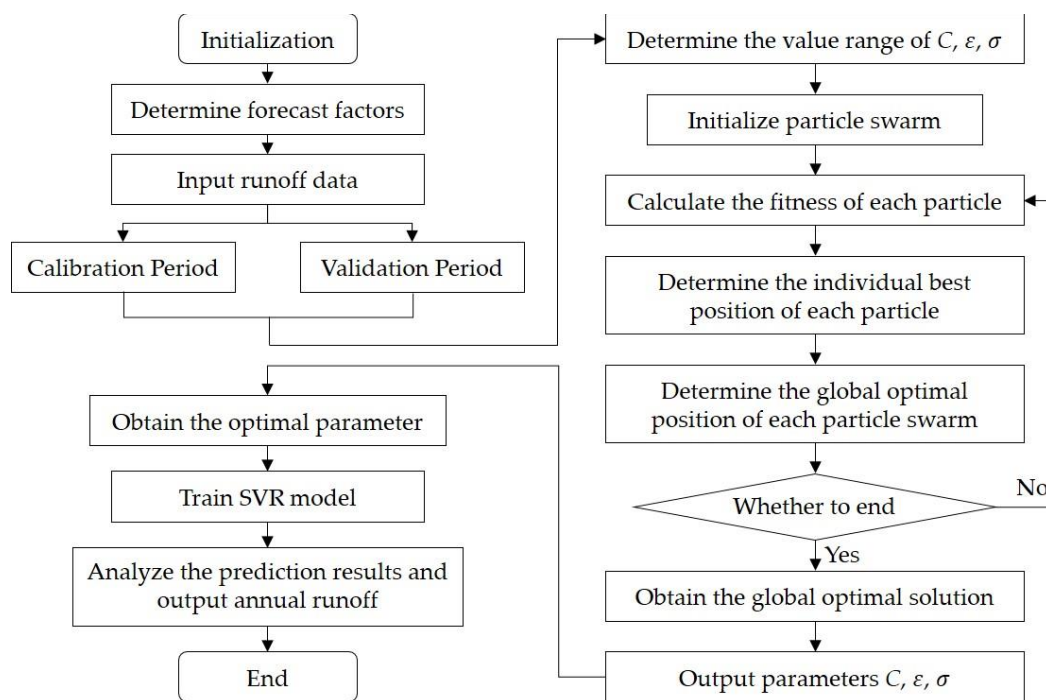 Initialization
Determine forecast factors
Input runoff data
Calibration Period
Validation Period
Determine the value range of C, ε, σ
Initialize particle swarm
Calculate the fitness of each particle
Determine the individual best
position of each particle
Determine the global optimal
position of each particle swarm
Whether to end
No
Yes
Obtain the global optimal solution
Output parameters C, ε, σ
Obtain the optimal parameter
Train SVR model
Analyze the prediction results and
output annual runoff
End